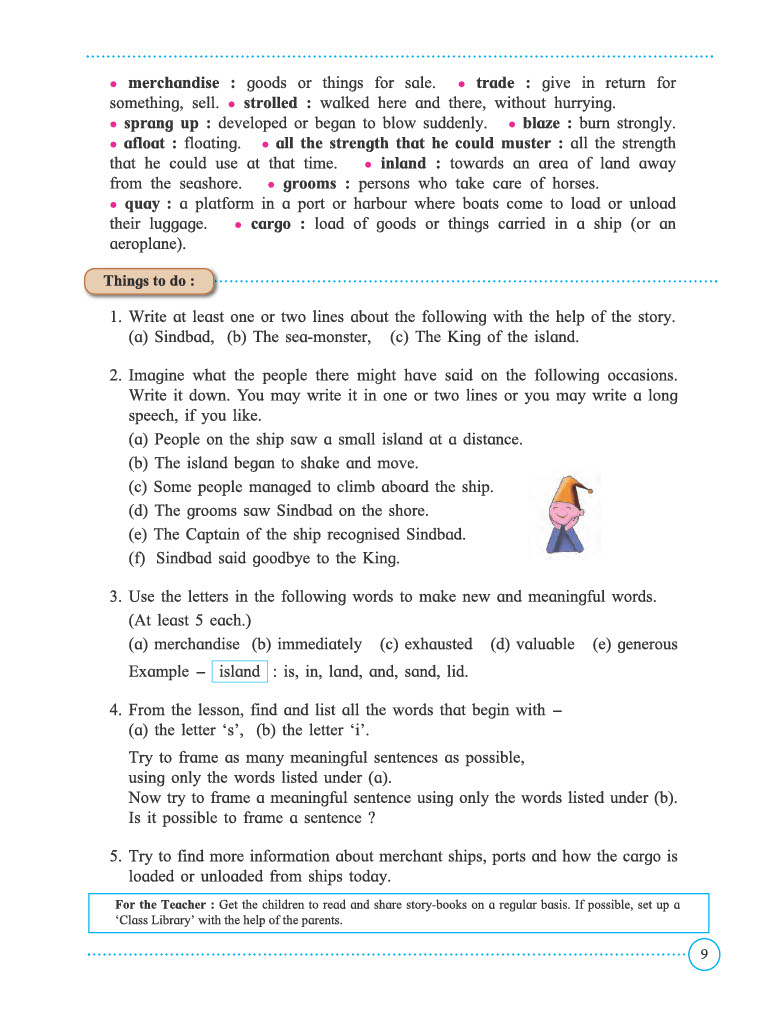 • merchandise : goods or things for sale. • trade : give in return for
something, sell. • strolled : walked here and there, without hurrying.
• sprang up : developed or began to blow suddenly. • blaze : burn strongly.
• afloat : floating. • all the strength that he could muster : all the strength
that he could use at that time. • inland : towards an area of land away
from the seashore. • grooms : persons who take care of horses.
• quay : a platform in a port or harbour where boats come to load or unload
their luggage. • cargo : load of goods or things carried in a ship (or an
aeroplane).
Things to do :
1. Write at least one or two lines about the following with the help of the story.
(a) Sindbad, (b) The sea-monster, (c) The King of the island.
2. Imagine what the people there might have said on the following occasions.
Write it down. You may write it in one or two lines or you may write a long
speech, if you like.
(a) People on the ship saw a small island at a distance.
(b) The island began to shake and move.
(c) Some people managed to climb aboard the ship.
(d) The grooms saw Sindbad on the shore.
(e) The Captain of the ship recognised Sindbad.
(f) Sindbad said goodbye to the King.
3. Use the letters in the following words to make new and meaningful words.
(At least 5 each.)
(a) merchandise (b) immediately (c) exhausted (d) valuable (e) generous
Example – island : is, in, land, and, sand, lid.
4. From the lesson, find and list all the words that begin with –
(a) the letter ‘s’, (b) the letter ‘i’.
Try to frame as many meaningful sentences as possible,
using only the words listed under (a).
Now try to frame a meaningful sentence using only the words listed under (b).
Is it possible to frame a sentence ?
5. Try to find more information about merchant ships, ports and how the cargo is
loaded or unloaded from ships today.
For the Teacher : Get the children to read and share story-books on a regular basis. If possible, set up a
‘Class Library’ with the help of the parents.
9